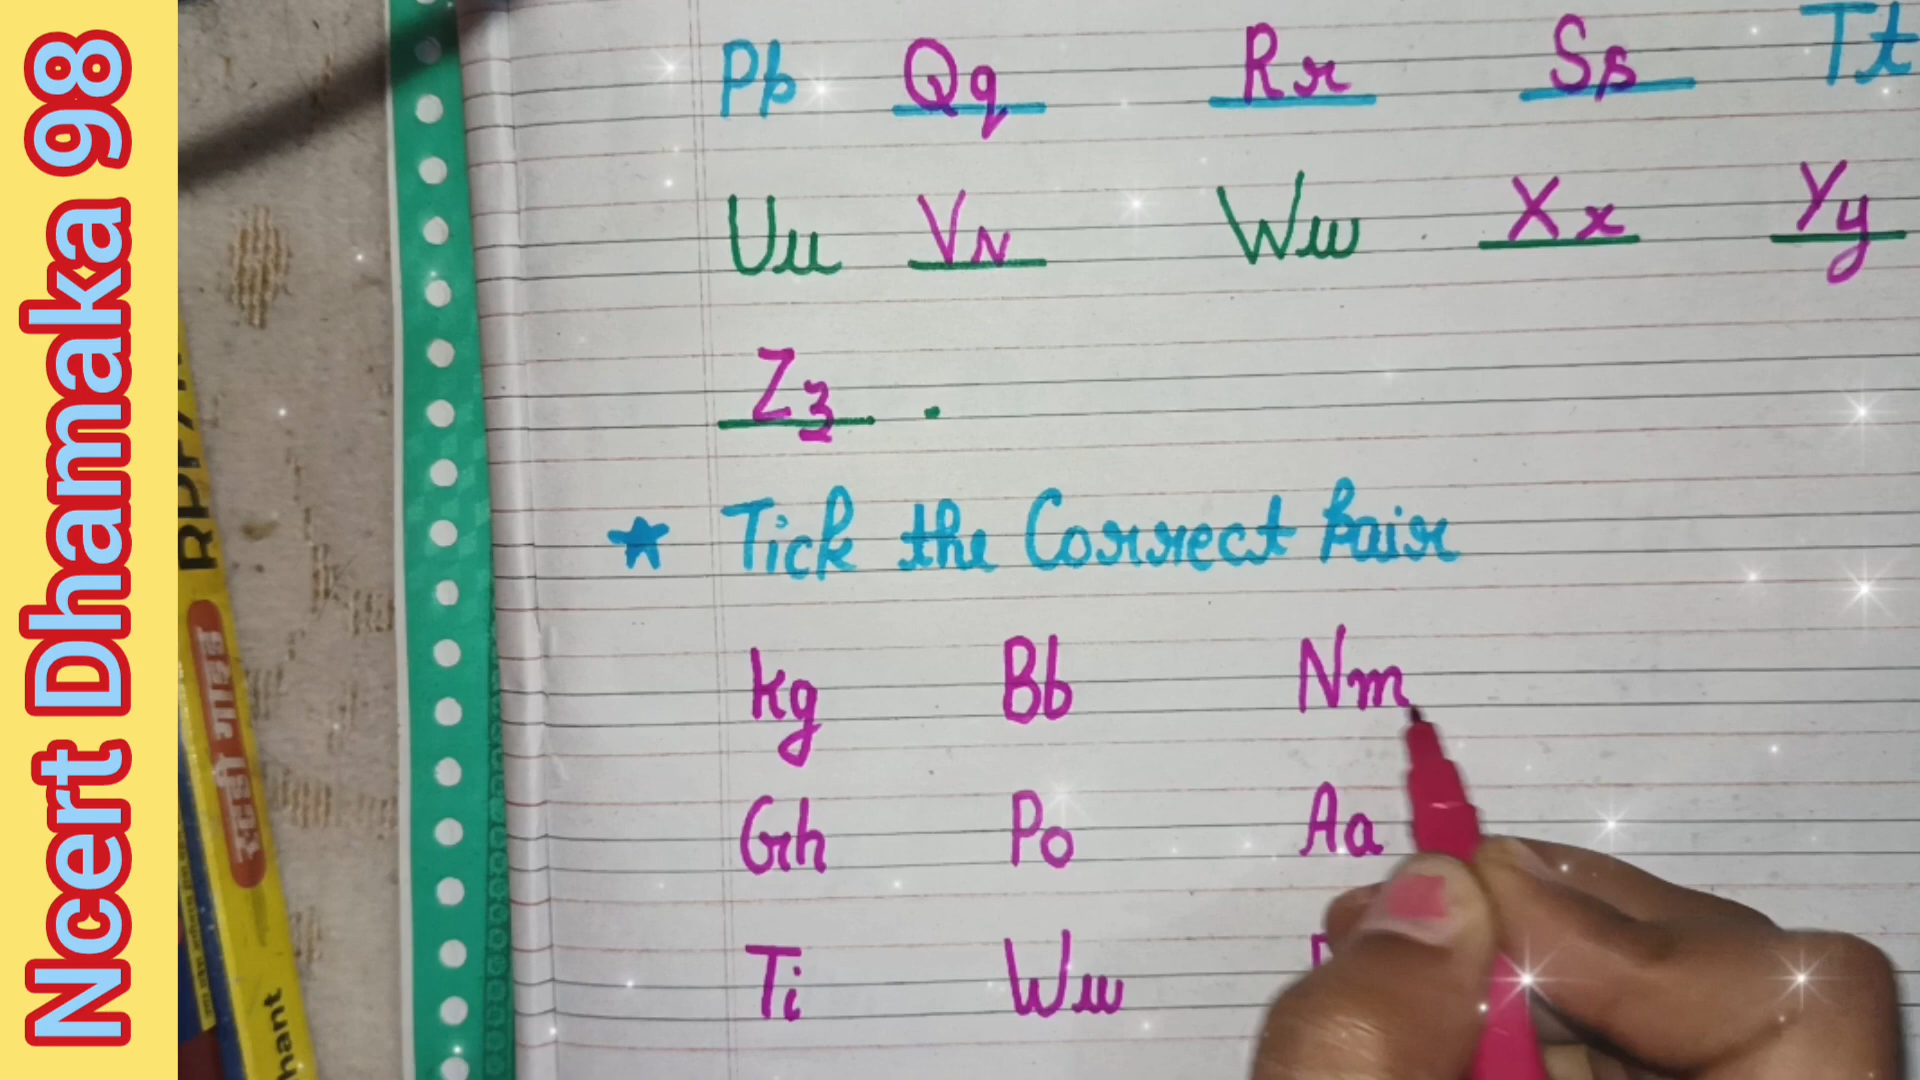 Ncert Dhamaka 98
Pp Qq Rr Ss Tt
Uu Vv Ww Xx Yy
Zz .
Tick the Correct pair
kg Bb Nm
Gh Po Aa
Ti Ww
hant